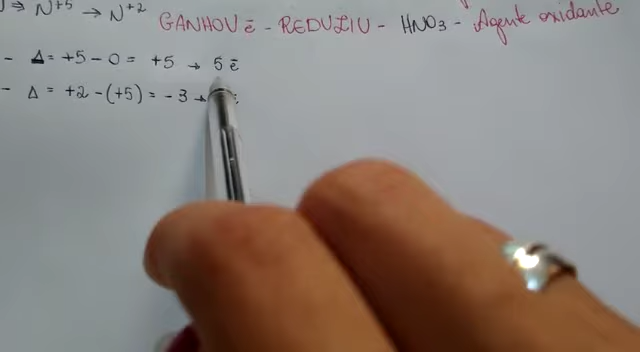 ⇒ N⁺⁵ → N⁺²
GANHOU ē - REDUZIU - HNO₃ - Agente oxidante
- Δ = +5 - 0 = +5 → 5 ē
- Δ = +2 - (+5) = - 3 →